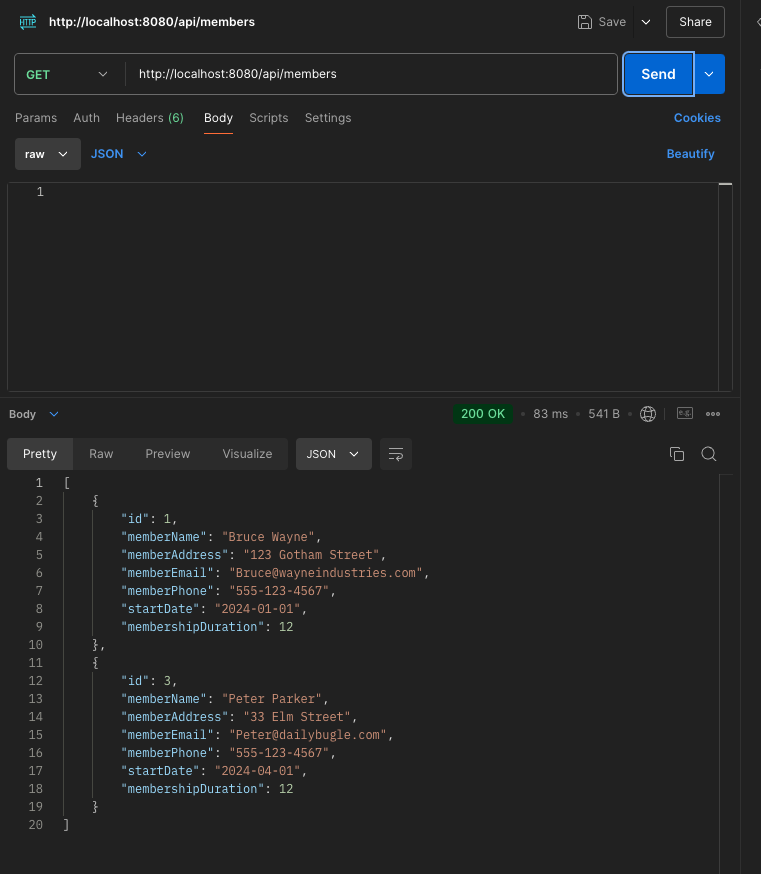 HTTP http://localhost:8080/api/members Save Share
GET http://localhost:8080/api/members Send
Params Auth Headers (6) Body Scripts Settings Cookies
raw JSON Beautify
1
Body 200 OK • 83 ms • 541 B • e.g.
Pretty Raw Preview Visualize JSON
1 [
2 {
3 "id": 1,
4 "memberName": "Bruce Wayne",
5 "memberAddress": "123 Gotham Street",
6 "memberEmail": "Bruce@wayneindustries.com",
7 "memberPhone": "555-123-4567",
8 "startDate": "2024-01-01",
9 "membershipDuration": 12
10 },
11 {
12 "id": 3,
13 "memberName": "Peter Parker",
14 "memberAddress": "33 Elm Street",
15 "memberEmail": "Peter@dailybugle.com",
16 "memberPhone": "555-123-4567",
17 "startDate": "2024-04-01",
18 "membershipDuration": 12
19 }
20 ]